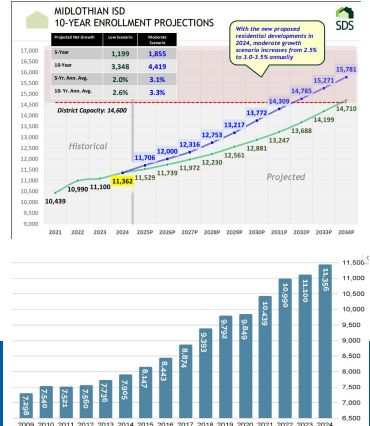 MIDLOTHIAN ISD
10-YEAR ENROLLMENT PROJECTIONS
SDS
Projected Net Growth Low Scenario Moderate Scenario
5-Year 1,199 1,855
10-Year 3,348 4,419
5-Yr. Ann. Avg. 2.0% 3.1%
10- Yr. Ann. Avg. 2.6% 3.3%
With the new proposed
residential developments in
2024, moderate growth
scenario increases from 2.5%
to 3.0-3.5% annually
17,000
16,500
16,000
15,500
15,000
14,500
14,000
13,500
13,000
12,500
12,000
11,500
11,000
10,500
10,000
9,500
9,000
District Capacity: 14,600
Historical
Projected
10,439 10,990 11,100 11,362
11,706 12,000 12,316 12,753 13,217 13,772 14,309 14,785 15,271 15,781
11,529 11,739 11,972 12,230 12,561 12,881 13,247 13,688 14,199 14,710
2021 2022 2023 2024 2025P 2026P 2027P 2028P 2029P 2030P 2031P 2032P 2033P 2034P
11,500
11,000
10,500
10,000
9,500
9,000
8,500
8,000
7,500
7,000
6,500
7,298 7,540 7,521 7,560 7,736 7,905 8,147 8,443 8,874 9,393 9,792 9,849 10,439 10,990 11,100 11,356
2009 2010 2011 2012 2013 2014 2015 2016 2017 2018 2019 2020 2021 2022 2023 2024